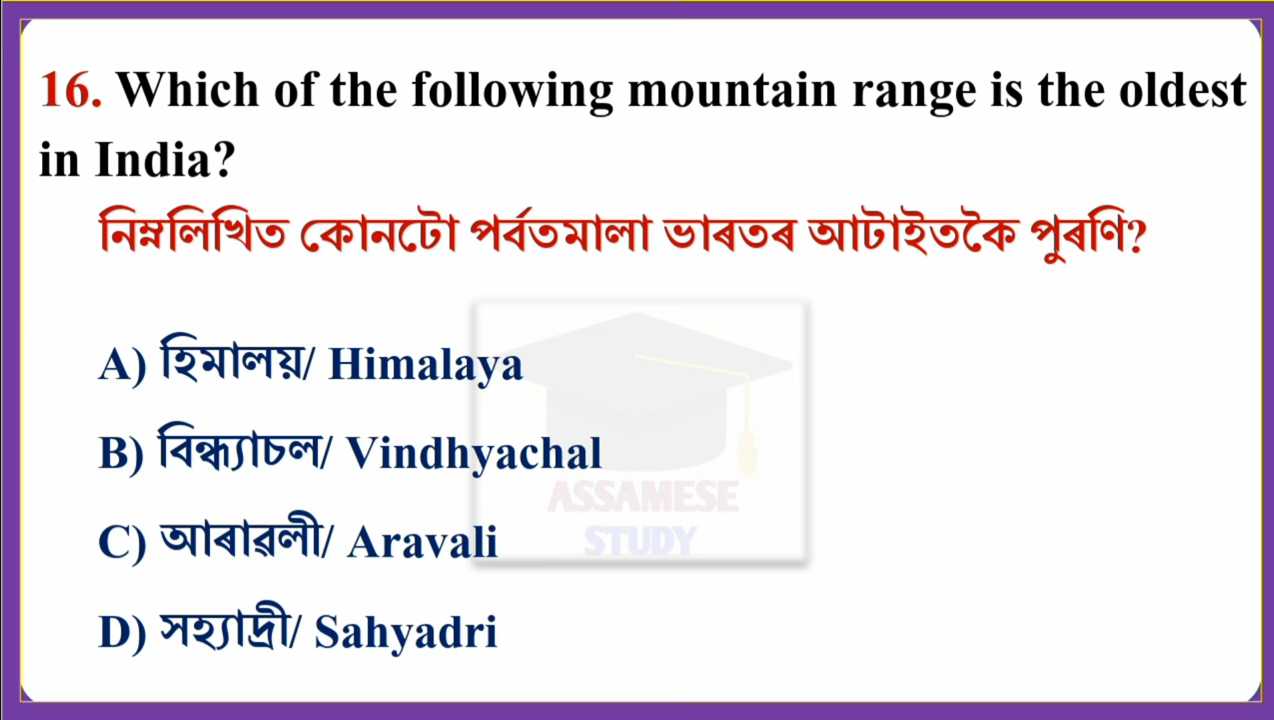 16. Which of the following mountain range is the oldest
in India?
নিম্নলিখিত কোনটো পৰ্বতমালা ভাৰতৰ আটাইতকৈ পুৰণি?
A) হিমালয়/ Himalaya
B) বিন্ধ্যাচল/ Vindhyachal
C) আৰাৱলী/ Aravali
D) সহ্যাদ্ৰী/ Sahyadri
ASSAMESE
STUDY